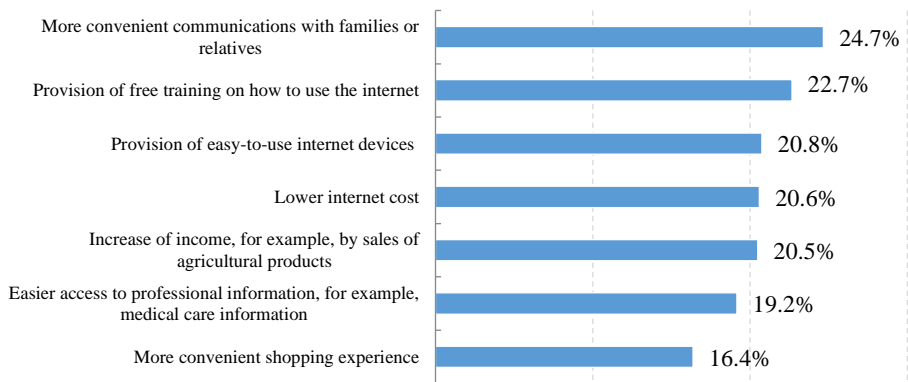 More convenient communications with families or
relatives
24.7%
Provision of free training on how to use the internet
22.7%
Provision of easy-to-use internet devices
20.8%
Lower internet cost
20.6%
Increase of income, for example, by sales of
agricultural products
20.5%
Easier access to professional information, for example,
medical care information
19.2%
More convenient shopping experience
16.4%